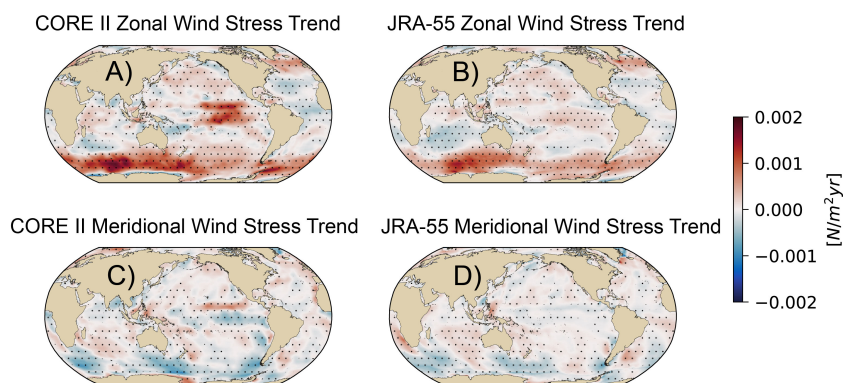 CORE II Zonal Wind Stress Trend
JRA-55 Zonal Wind Stress Trend
A)
B)
CORE II Meridional Wind Stress Trend
JRA-55 Meridional Wind Stress Trend
C)
D)
0.002
0.001
0.000
−0.001
−0.002
[N/m²yr]